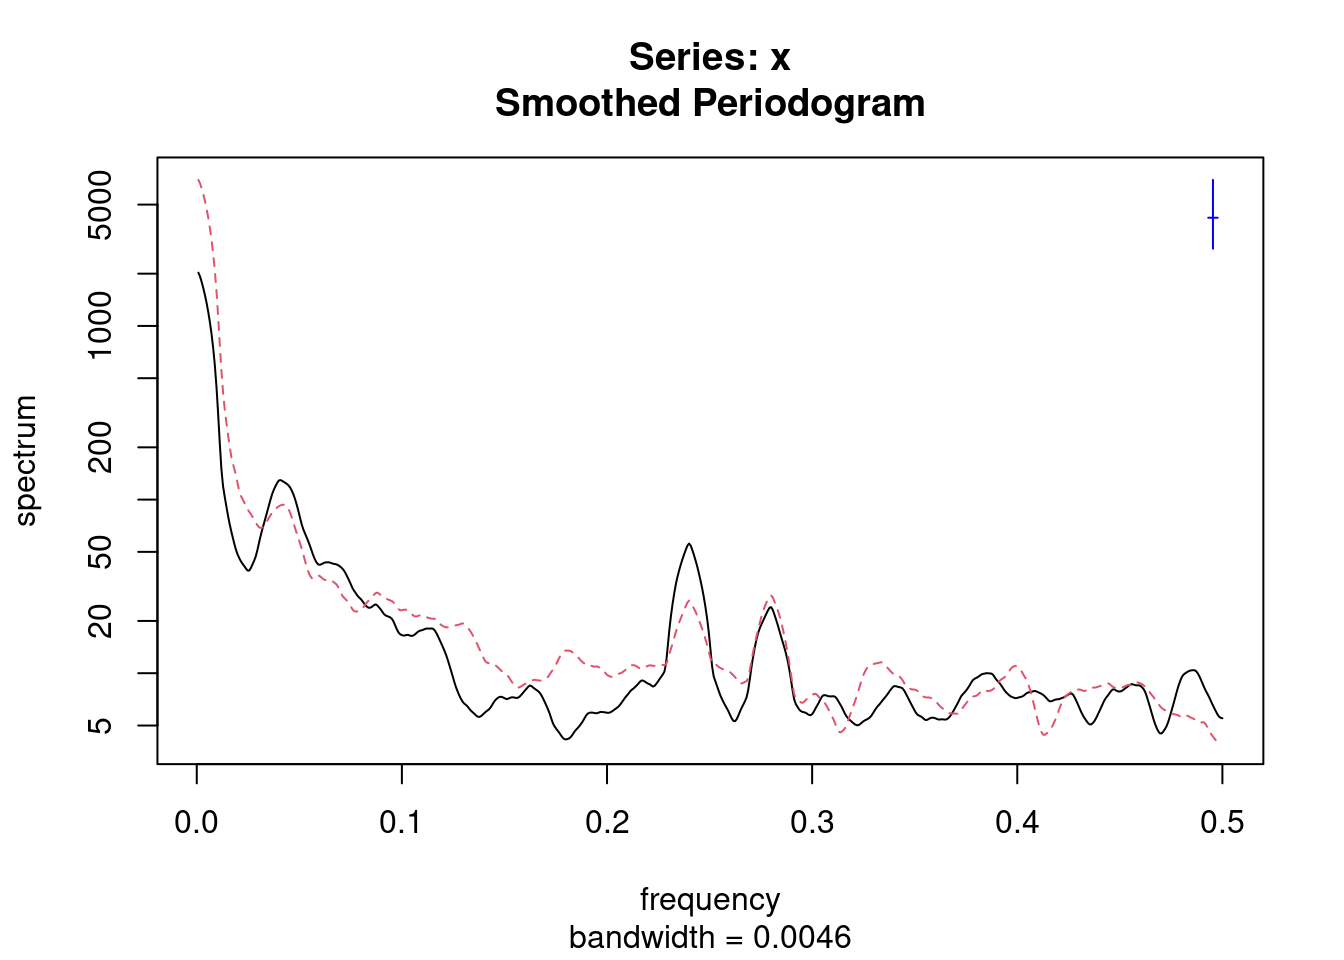 Series: x
Smoothed Periodogram
spectrum
5000
1000
200
50
20
5
0.0 0.1 0.2 0.3 0.4 0.5
frequency
bandwidth = 0.0046